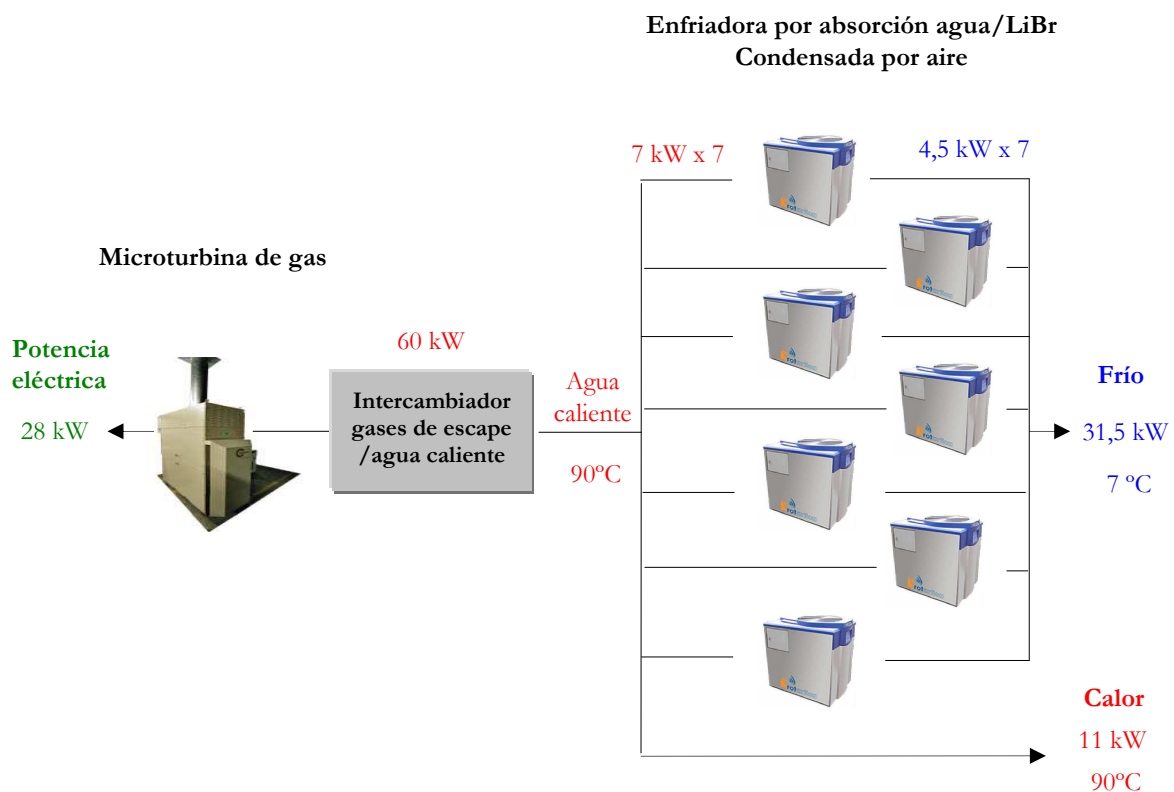 Enfriadora por absorción agua/LiBr
Condensada por aire
7 kW x 7
4,5 kW x 7
Microturbina de gas
60 kW
Potencia
eléctrica
28 kW
Intercambiador
gases de escape
/agua caliente
Agua
caliente
90ºC
Frío
31,5 kW
7 ºC
Calor
11 kW
90ºC